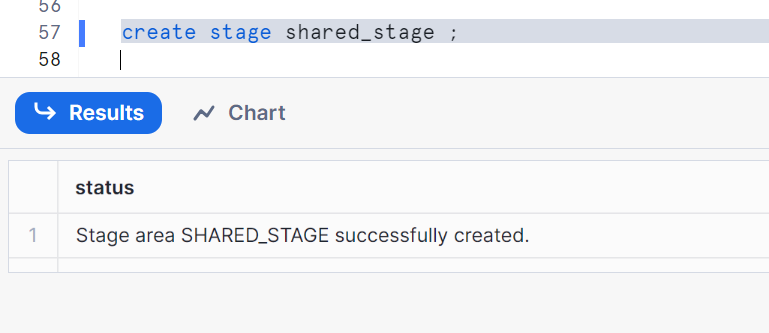 56
57 create stage shared_stage ;
58
Results Chart
status
1 Stage area SHARED_STAGE successfully created.